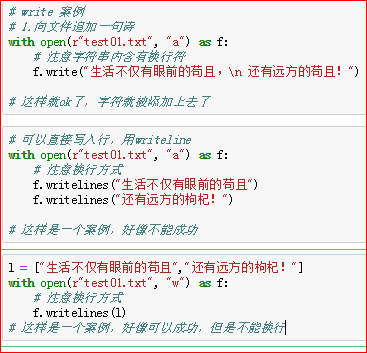 # write 案例
# 1.向文件追加一句诗
with open(r"test01.txt", "a") as f:
# 注意字符串内含有换行符
f.write("生活不仅有眼前的苟且，\n 还有远方的苟且！")
# 这样就ok了，字符就被添加上去了
# 可以直接写入行，用writeline
with open(r"test01.txt", "a") as f:
# 注意换行方式
f.writelines("生活不仅有眼前的苟且")
f.writelines("还有远方的枸杞！")
# 这样是一个案例，好像不能成功
l = ["生活不仅有眼前的苟且","还有远方的枸杞！"]
with open(r"test01.txt", "w") as f:
# 注意换行方式
f.writelines(l)
# 这样是一个案例，好像可以成功，但是不能换行